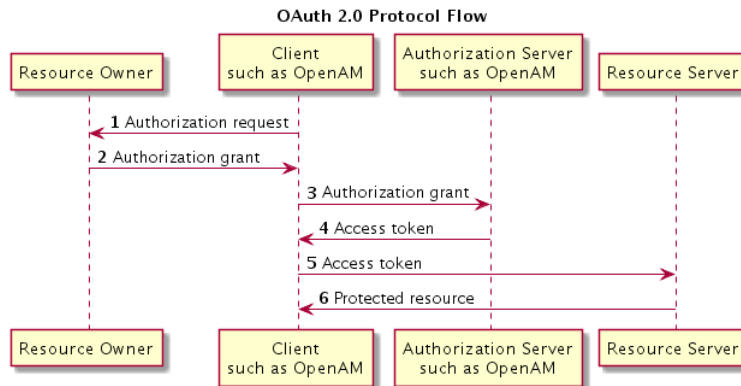 OAuth 2.0 Protocol Flow
Resource Owner
Client
such as OpenAM
Authorization Server
such as OpenAM
Resource Server
1 Authorization request
2 Authorization grant
3 Authorization grant
4 Access token
5 Access token
6 Protected resource
Resource Owner
Client
such as OpenAM
Authorization Server
such as OpenAM
Resource Server